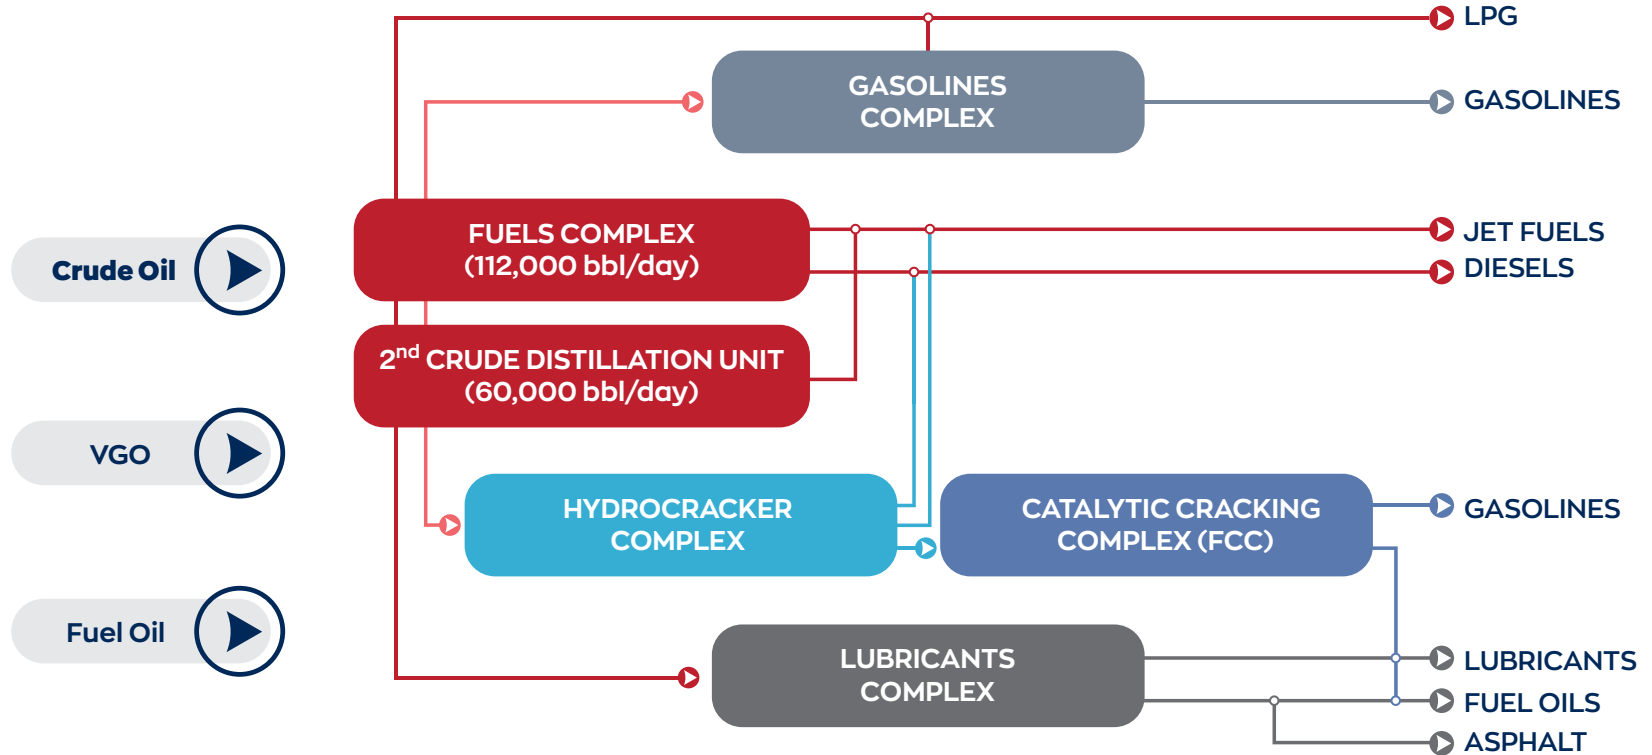 LPG
GASOLINES
COMPLEX
GASOLINES
FUELS COMPLEX
(112,000 bbl/day)
JET FUELS
DIESELS
Crude Oil
2nd CRUDE DISTILLATION UNIT
(60,000 bbl/day)
VGO
HYDROCRACKER
COMPLEX
CATALYTIC CRACKING
COMPLEX (FCC)
GASOLINES
Fuel Oil
LUBRICANTS
COMPLEX
LUBRICANTS
FUEL OILS
ASPHALT